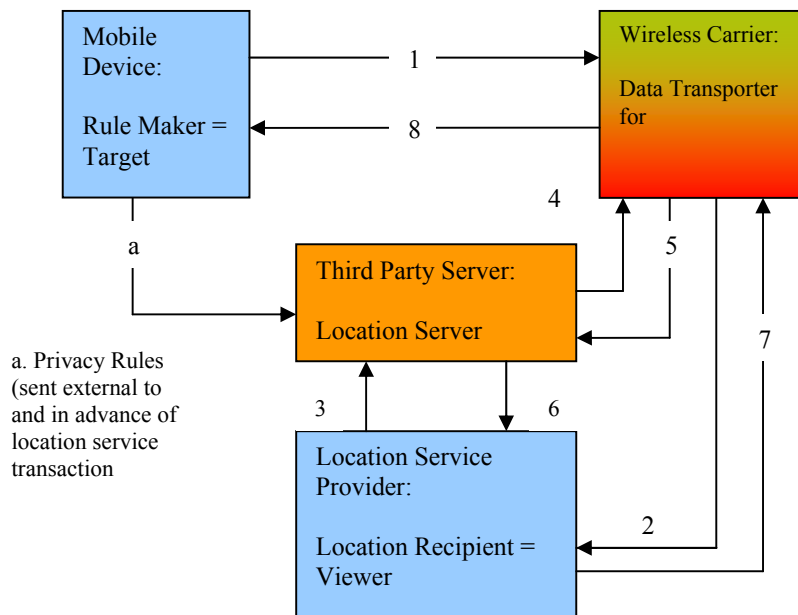 Mobile
Device:
Rule Maker =
Target
1
8
Wireless Carrier:
Data Transporter
for
a
4
5
7
Third Party Server:
Location Server
a. Privacy Rules
(sent external to
and in advance of
location service
transaction
3
6
Location Service
Provider:
Location Recipient =
Viewer
2